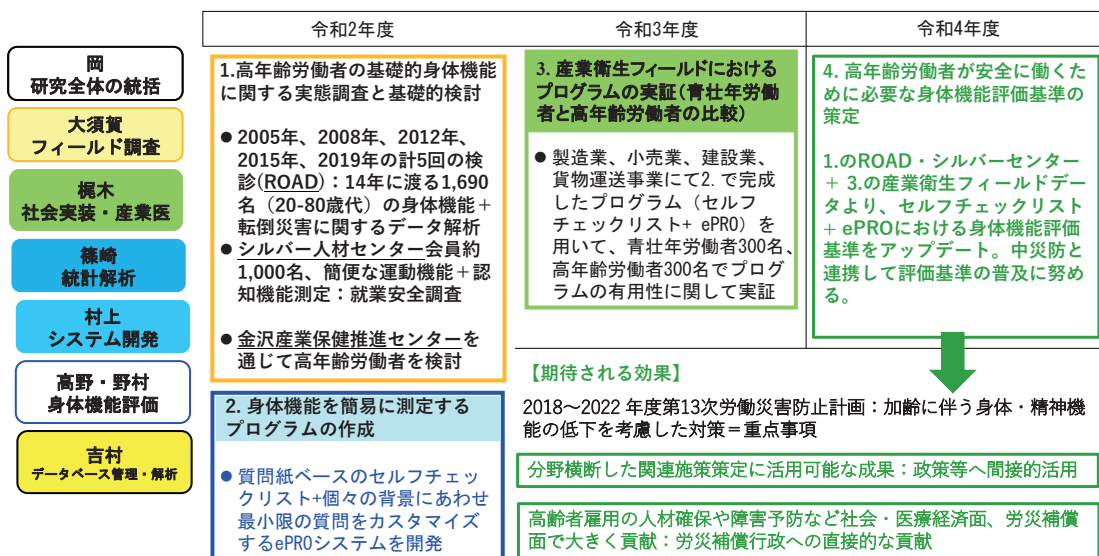 令和2年度
令和3年度
令和4年度
岡
研究全体の統括
大須賀
フィールド調査
梶木
社会実装・産業医
篠崎
統計解析
村上
システム開発
高野・野村
身体機能評価
吉村
データベース管理・解析
1.高年齢労働者の基礎的身体機能
に関する実態調査と基礎的検討
● 2005年、2008年、2012年、
2015年、2019年の計5回の検
診(ROAD)：14年に渡る1,690
名（20-80歳代）の身体機能＋
転倒災害に関するデータ解析
● シルバー人材センター会員約
1,000名、簡便な運動機能＋認
知機能測定：就業安全調査
● 金沢産業保健推進センターを
通じて高年齢労働者を検討
2. 身体機能を簡易に測定する
プログラムの作成
● 質問紙ベースのセルフチェッ
クリスト+個々の背景にあわせ
最小限の質問をカスタマイズ
するePROシステムを開発
3. 産業衛生フィールドにおける
プログラムの実証(青壮年労働
者と高年齢労働者の比較)
● 製造業、小売業、建設業、
貨物運送事業にて2. で完成
したプログラム（セルフ
チェックリスト+ ePRO）を
用いて、青壮年労働者300名、
高年齢労働者300名でプログ
ラムの有用性に関して実証
4. 高年齢労働者が安全に働くた
めに必要な身体機能評価基準の
策定
1.のROAD・シルバーセンター
+ 3.の産業衛生フィールドデー
タより、セルフチェックリスト
+ ePROにおける身体機能評価
基準をアップデート。中災防と
連携して評価基準の普及に努め
る。
【期待される効果】
2018～2022 年度第13次労働災害防止計画：加齢に伴う身体・精神機
能の低下を考慮した対策＝重点事項
分野横断した関連施策策定に活用可能な成果：政策等へ間接的活用
高齢者雇用の人材確保や障害予防など社会・医療経済面、労災補償
面で大きく貢献：労災補償行政への直接的な貢献